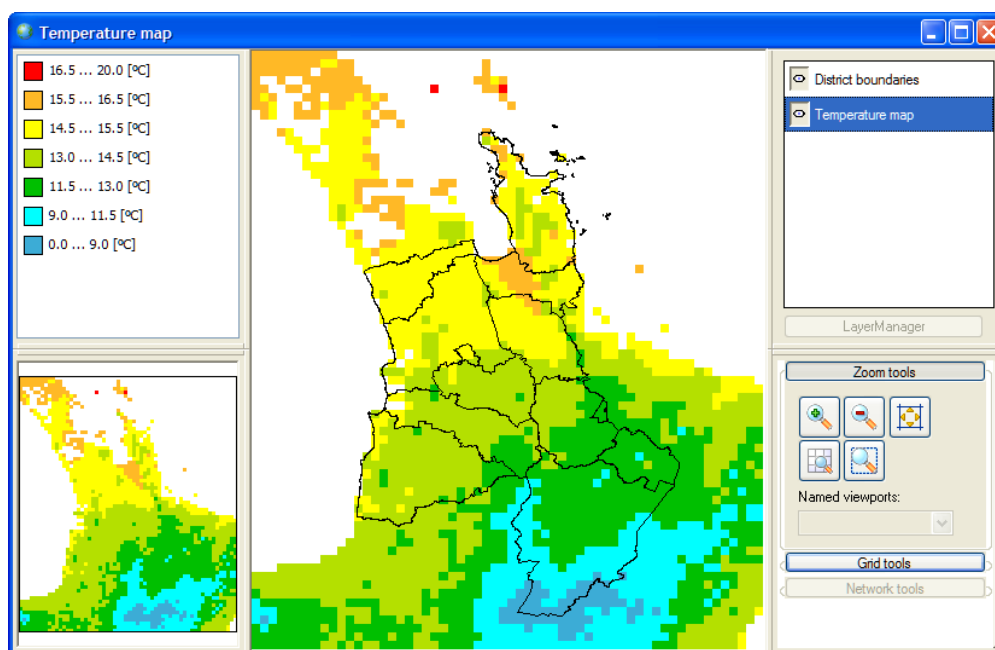 Temperature map
16.5 ... 20.0 [ºC]
15.5 ... 16.5 [ºC]
14.5 ... 15.5 [ºC]
13.0 ... 14.5 [ºC]
11.5 ... 13.0 [ºC]
9.0 ... 11.5 [ºC]
0.0 ... 9.0 [ºC]
District boundaries
Temperature map
LayerManager
Zoom tools
Named viewports:
Grid tools
Network tools